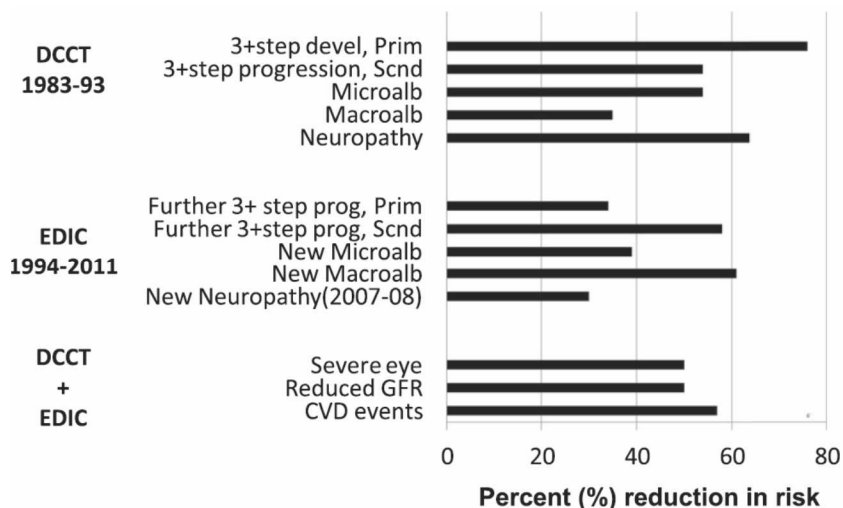 DCCT
1983-93
3+step devel, Prim
3+step progression, Scnd
Microalb
Macroalb
Neuropathy
EDIC
1994-2011
Further 3+ step prog, Prim
Further 3+step prog, Scnd
New Microalb
New Macroalb
New Neuropathy(2007-08)
DCCT
+
EDIC
Severe eye
Reduced GFR
CVD events
0 20 40 60 80
Percent (%) reduction in risk